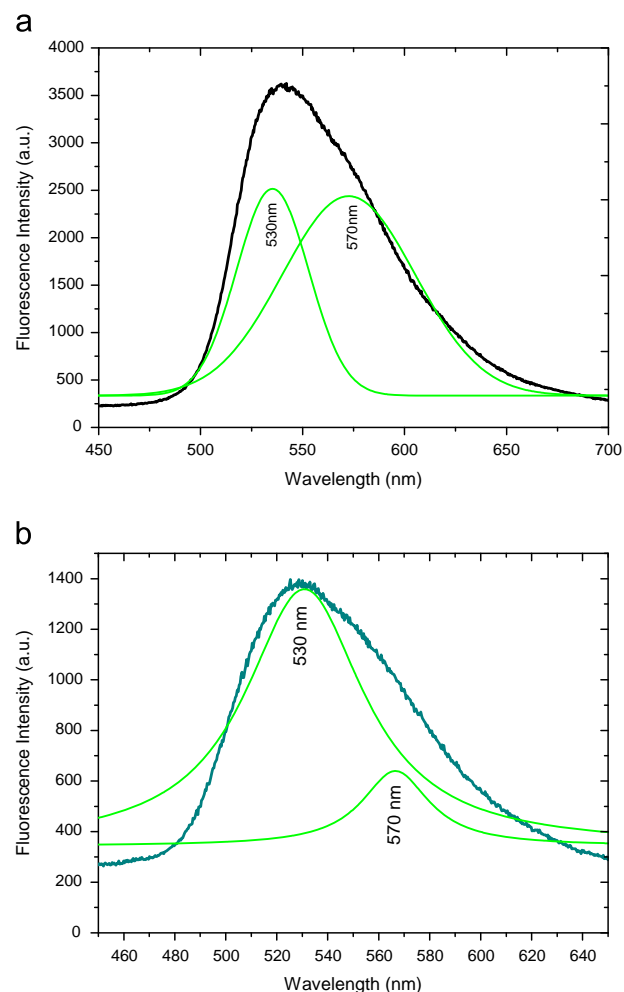 a
4000
3500
3000
2500
2000
1500
1000
500
0
Fluorescence Intensity (a.u.)
530nm
570nm
450 500 550 600 650 700
Wavelength (nm)
b
1400
1200
1000
800
600
400
200
0
Fluorescence Intensity (a.u.)
530 nm
570 nm
460 480 500 520 540 560 580 600 620 640
Wavelength (nm)